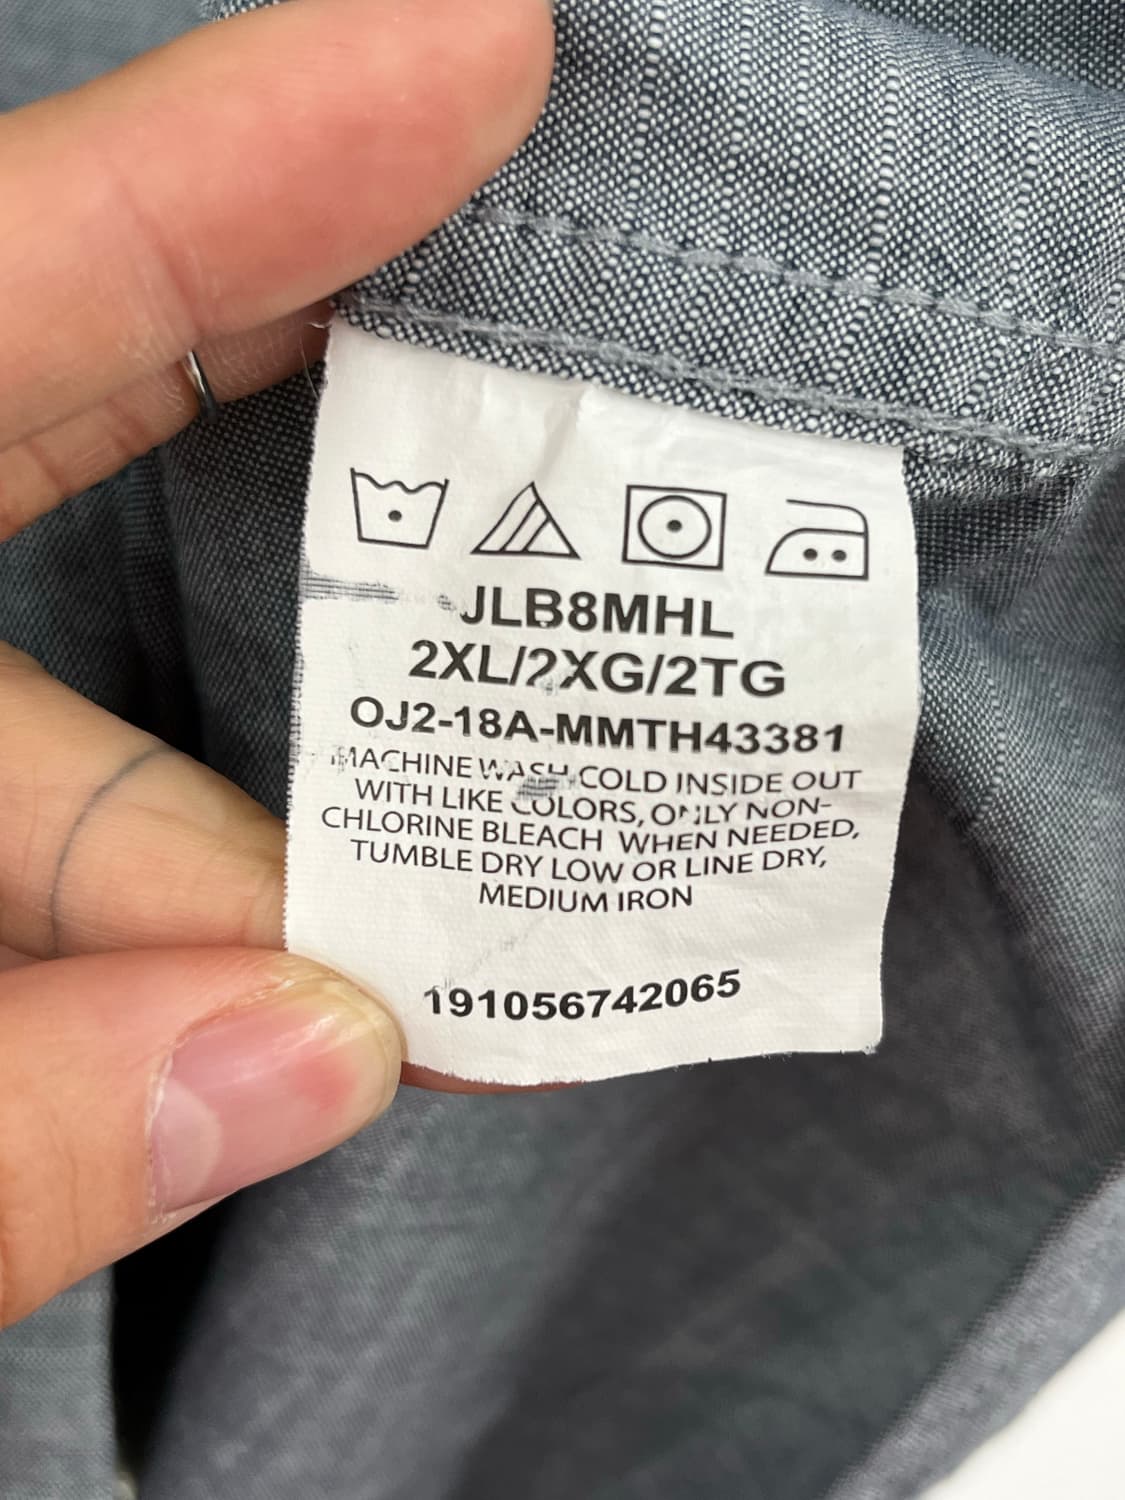 JLB8MHL
2XL/2XG/2TG
OJ2-18A-MMTH43381
MACHINE WASH COLD INSIDE OUT
WITH LIKE COLORS, ONLY NON-
CHLORINE BLEACH WHEN NEEDED,
TUMBLE DRY LOW OR LINE DRY,
MEDIUM IRON
191056742065